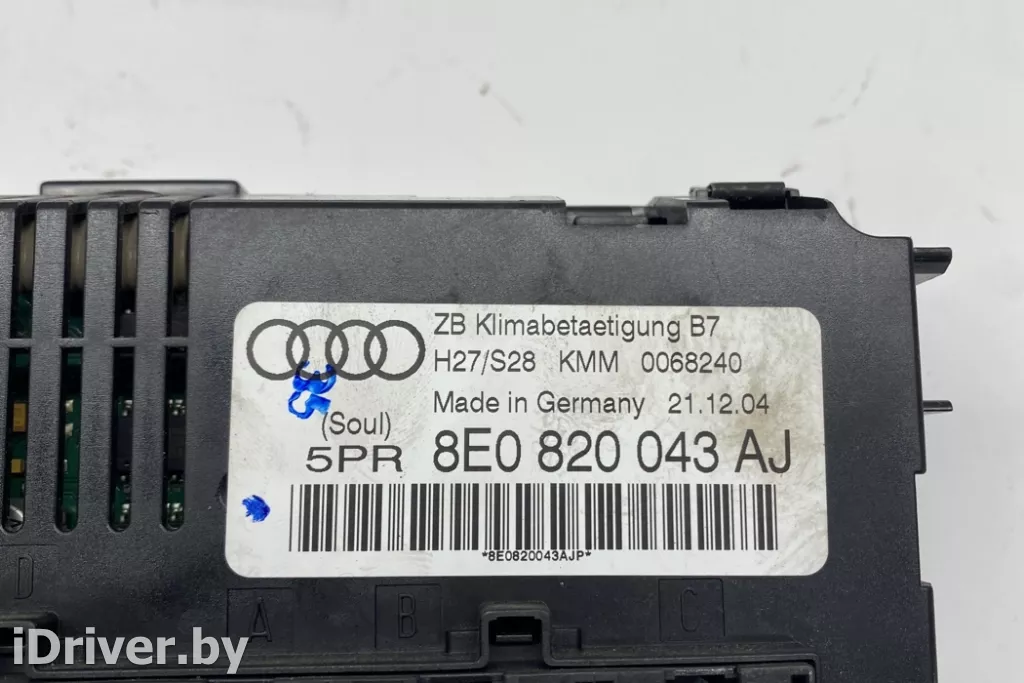 ZB Klimabetaetigung B7
H27/S28 KMM 0068240
Made in Germany 21.12.04
(Soul)
5PR 8E0 820 043 AJ
*8E0820043AJP*
D
A
B
C
iDriver.by